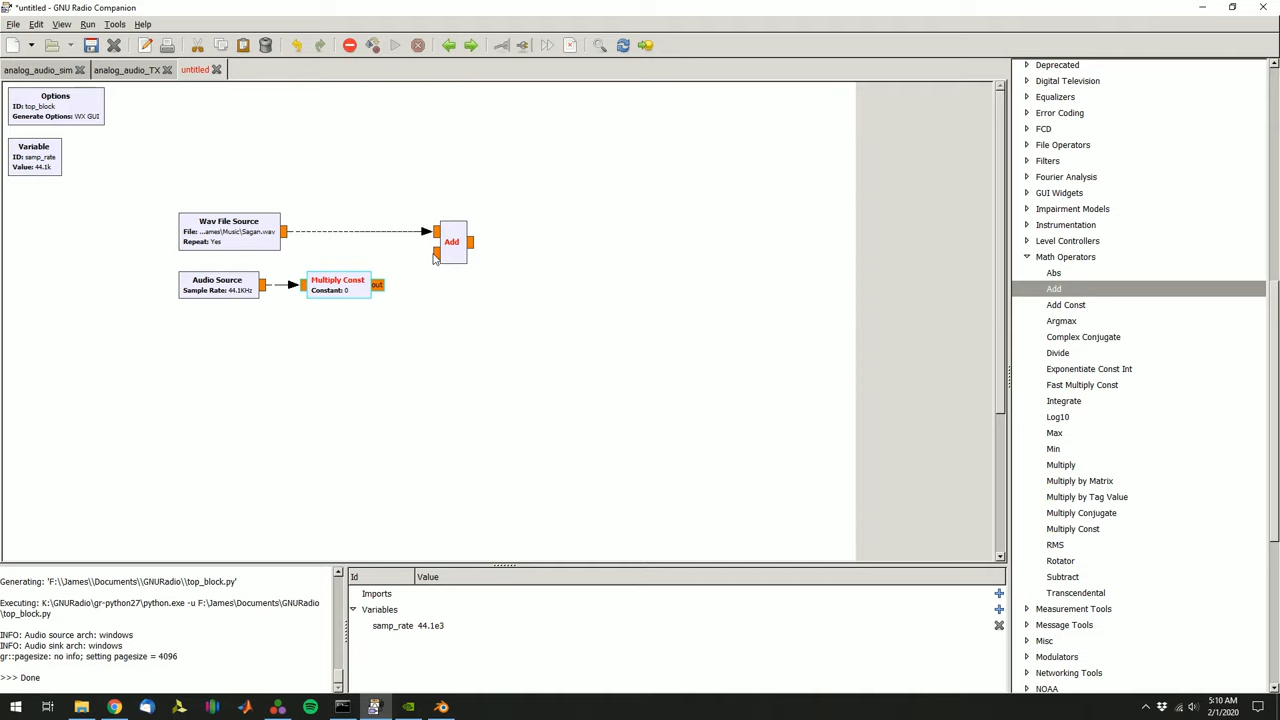 *untitled - GNU Radio Companion
File Edit View Run Tools Help
analog_audio_sim analog_audio_TX untitled
Options
ID: top_block
Generate Options: WX GUI
Variable
ID: samp_rate
Value: 44.1k
Wav File Source
File: ...ames\Music\Sagan.wav
Repeat: Yes
Add
Audio Source
Sample Rate: 44.1KHz
Multiply Const
Constant: 0
out
Deprecated
Digital Television
Equalizers
Error Coding
FCD
File Operators
Filters
Fourier Analysis
GUI Widgets
Impairment Models
Instrumentation
Level Controllers
Math Operators
Abs
Add
Add Const
Argmax
Complex Conjugate
Divide
Exponentiate Const Int
Fast Multiply Const
Integrate
Log10
Max
Min
Multiply
Multiply by Matrix
Multiply by Tag Value
Multiply Conjugate
Multiply Const
RMS
Rotator
Subtract
Transcendental
Measurement Tools
Message Tools
Misc
Modulators
Networking Tools
NOAA
Generating: 'F:\\James\\Documents\\GNURadio\\top_block.py'
Executing: K:\GNURadio\gr-python27\python.exe -u F:\James\Documents\GNURadio
\top_block.py
INFO: Audio source arch: windows
INFO: Audio sink arch: windows
gr::pagesize: no info; setting pagesize = 4096
>>> Done
Id Value
Imports
Variables
samp_rate 44.1e3
5:10 AM
2/1/2020